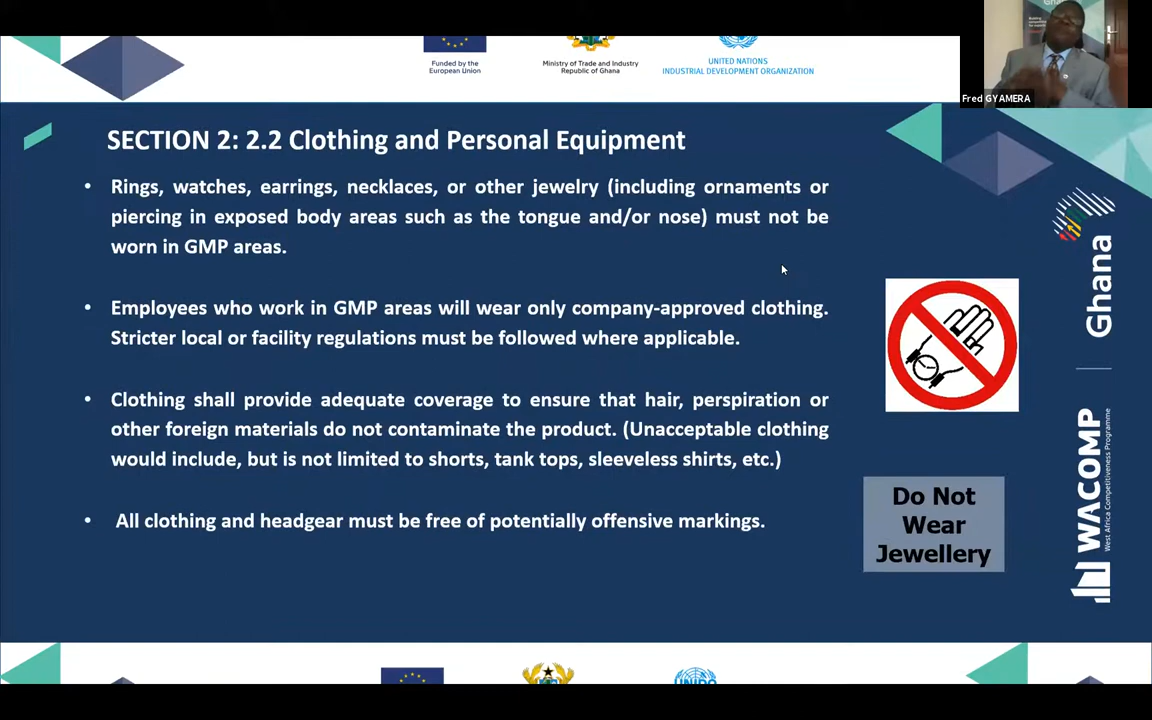 Ghana
Funded by the
European Union
Ministry of Trade and Industry
Republic of Ghana
UNITED NATIONS
INDUSTRIAL DEVELOPMENT ORGANIZATION
Fred GYAMERA
SECTION 2: 2.2 Clothing and Personal Equipment
• Rings, watches, earrings, necklaces, or other jewelry (including ornaments or
piercing in exposed body areas such as the tongue and/or nose) must not be
worn in GMP areas.
• Employees who work in GMP areas will wear only company-approved clothing.
Stricter local or facility regulations must be followed where applicable.
• Clothing shall provide adequate coverage to ensure that hair, perspiration or
other foreign materials do not contaminate the product. (Unacceptable clothing
would include, but is not limited to shorts, tank tops, sleeveless shirts, etc.)
• All clothing and headgear must be free of potentially offensive markings.
Do Not
Wear
Jewellery
Ghana
WACOMP
West Africa Competitiveness Programme
UNIDO